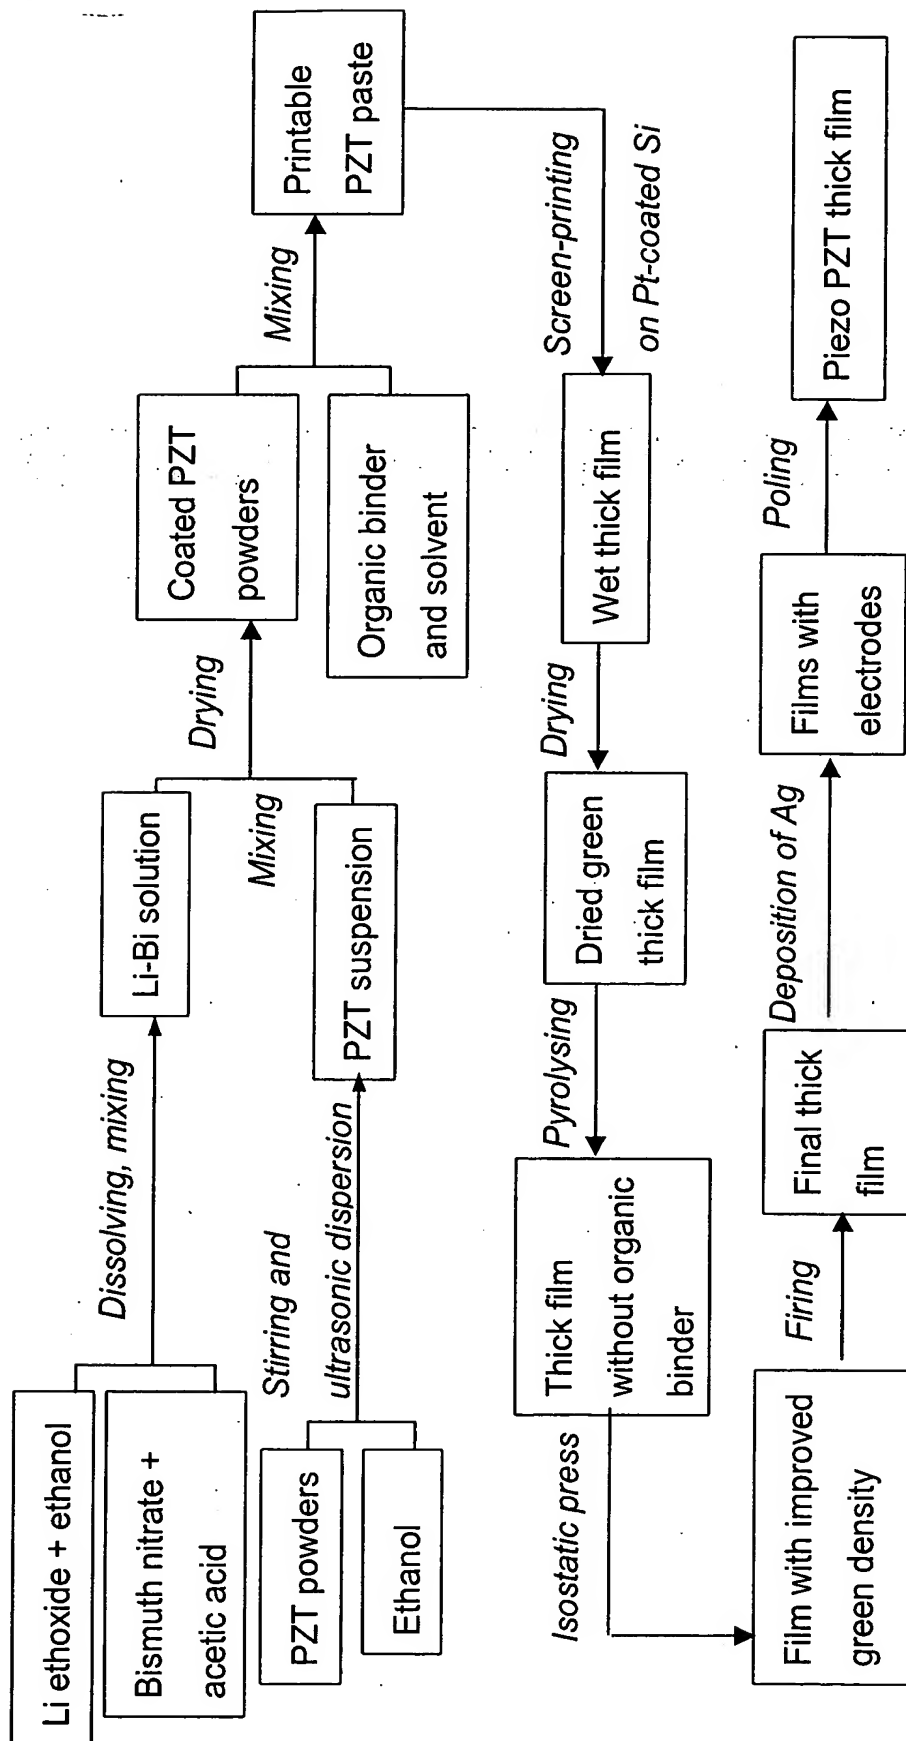 Li ethoxide + ethanol
Bismuth nitrate +
acetic acid
Dissolving, mixing
Li-Bi solution
PZT powders
Ethanol
Stirring and
ultrasonic dispersion
PZT suspension
Mixing
Drying
Coated PZT
powders
Organic binder
and solvent
Mixing
Printable
PZT paste
Screen-printing
on Pt-coated Si
Wet thick film
Drying
Dried green
thick film
Pyrolysing
Thick film
without organic
binder
Isostatic press
Film with improved
green density
Firing
Final thick
film
Deposition of Ag
Films with
electrodes
Poling
Piezo PZT thick film